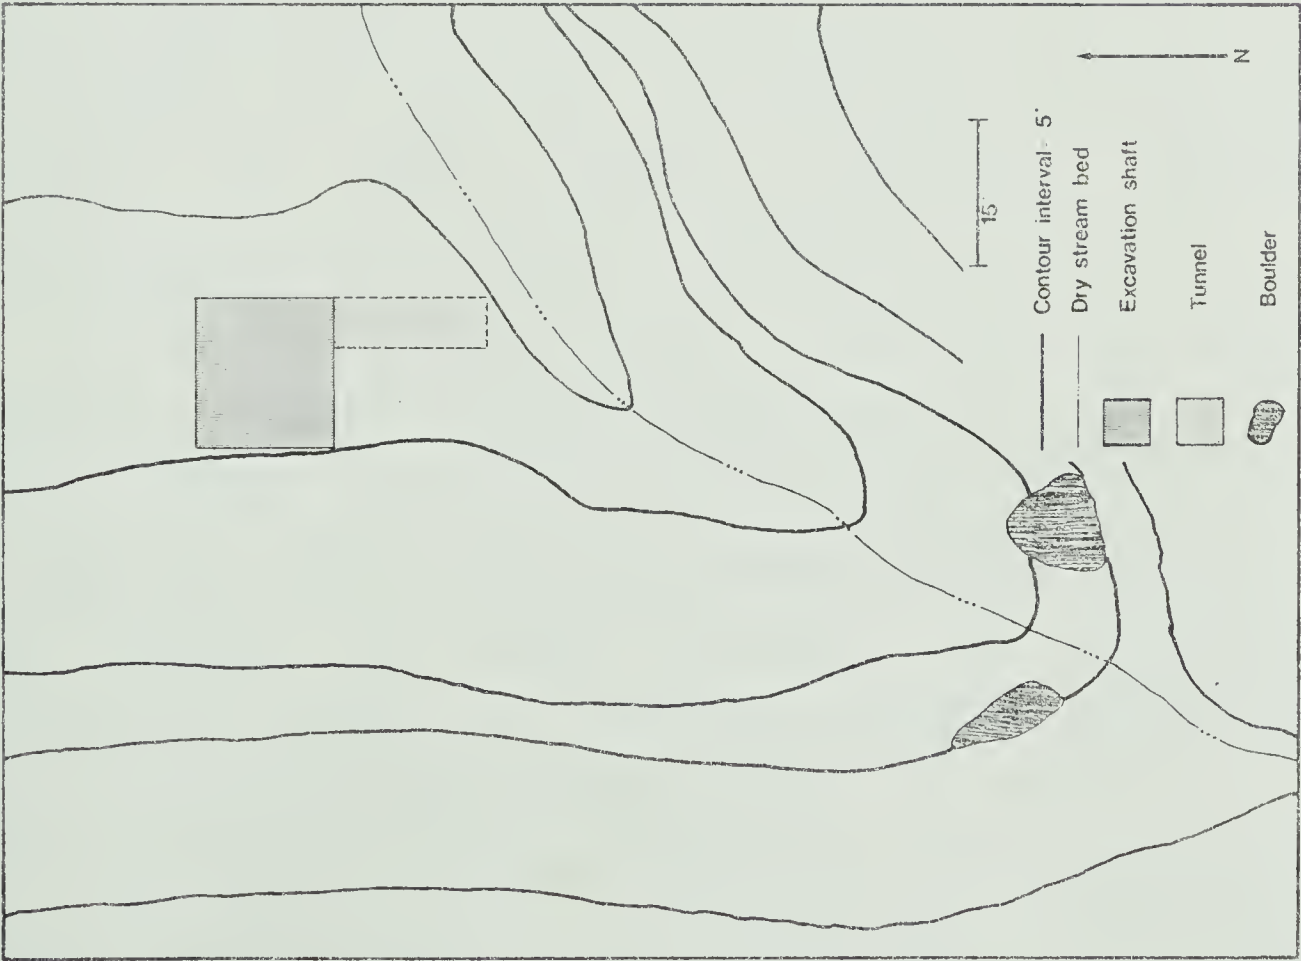 N
15'
Contour interval - 5'
Dry stream bed
Excavation shaft
Tunnel
Boulder